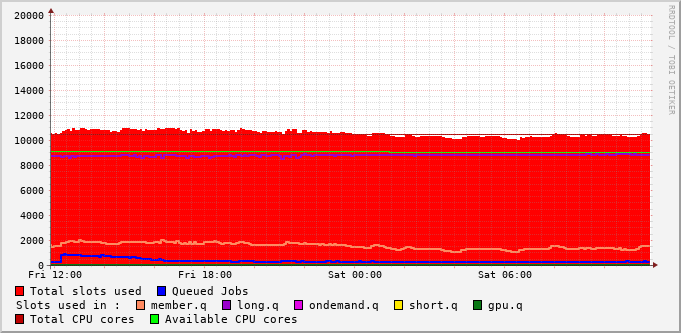 20000
18000
16000
14000
12000
10000
8000
6000
4000
2000
0
Fri 12:00 Fri 18:00 Sat 00:00 Sat 06:00
Total slots used Queued Jobs
Slots used in : member.q long.q ondemand.q short.q gpu.q
Total CPU cores Available CPU cores
RRDTOOL / TOBI OETIKER